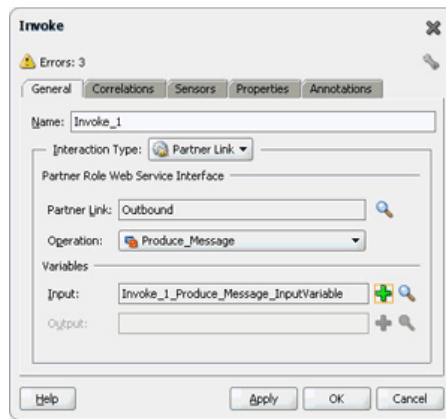 Invoke
Errors: 3
General Correlations Sensors Properties Annotations
Name: Invoke_1
Interaction Type: Partner Link
Partner Role Web Service Interface
Partner Link: Outbound
Operation: Produce_Message
Variables
Input: Invoke_1_Produce_Message_InputVariable
Output:
Help Apply OK Cancel